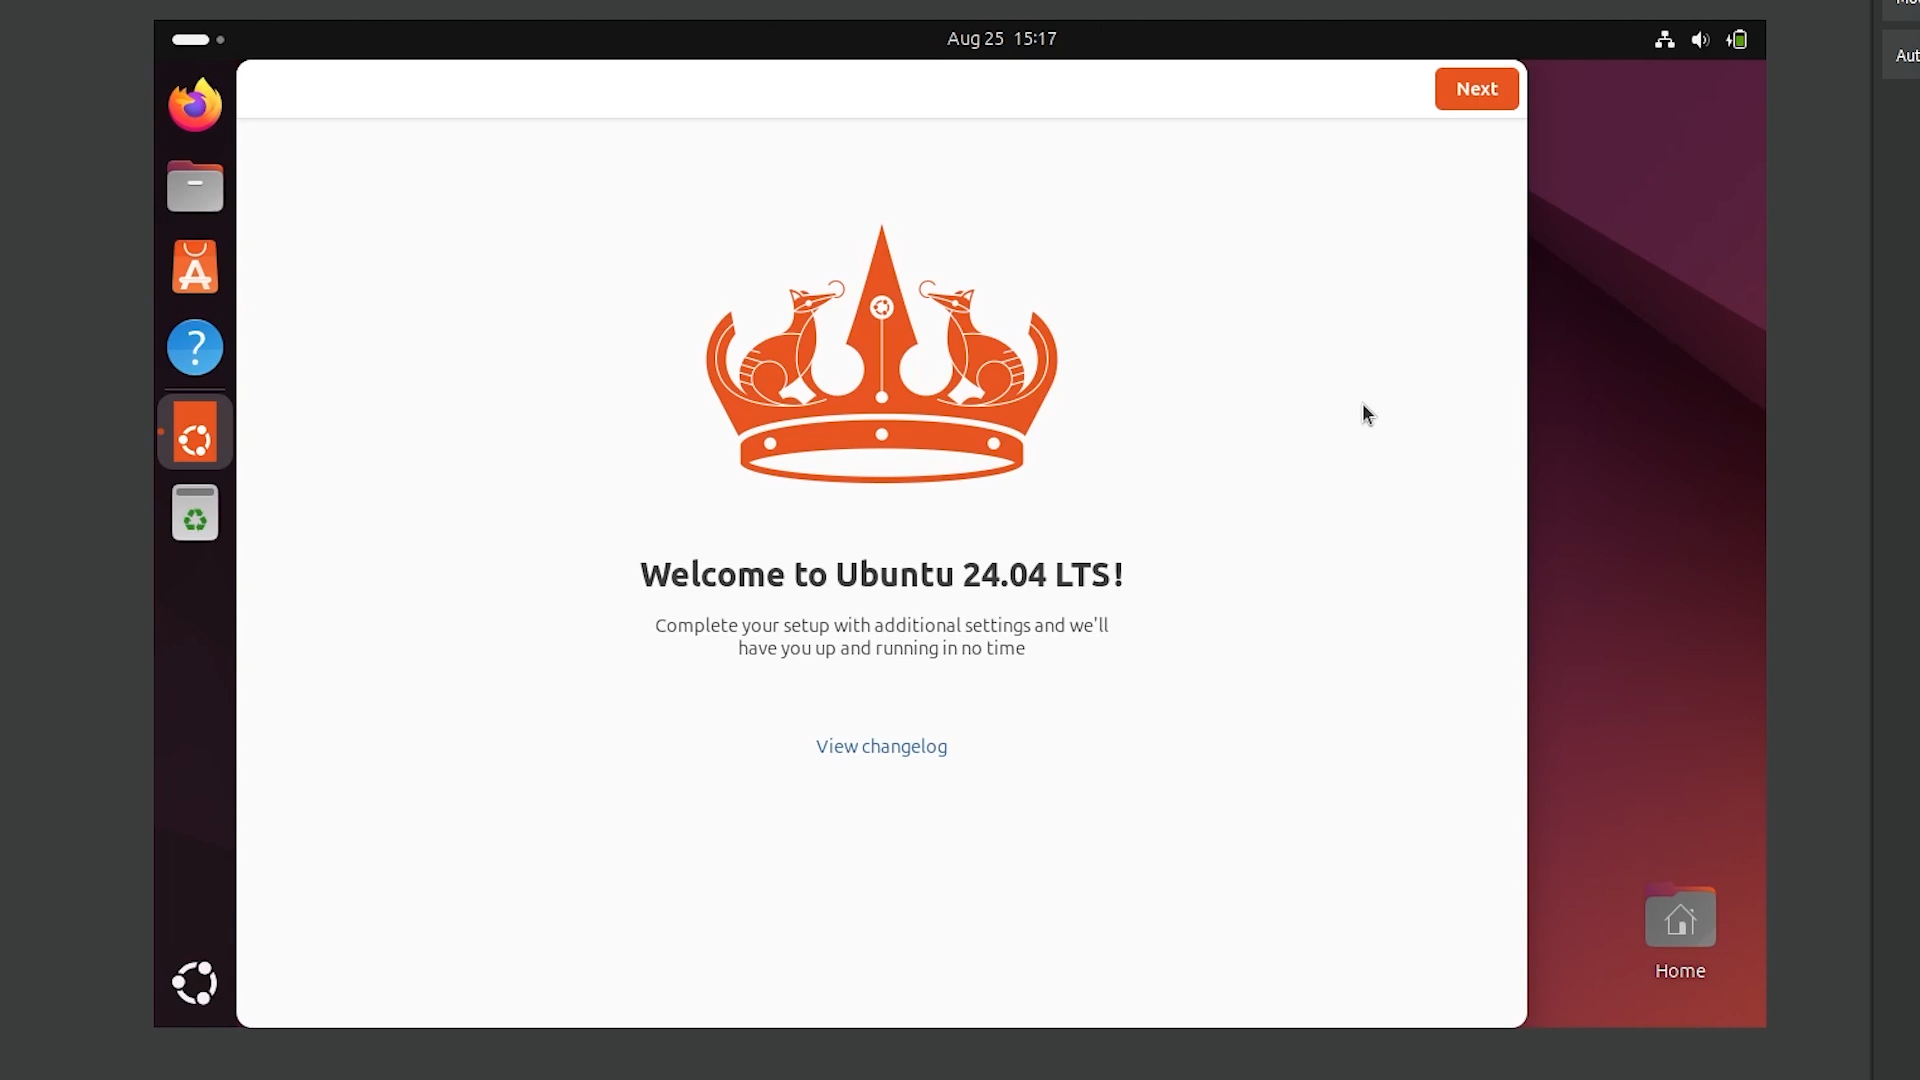 Aug 25 15:17
Aut
Next
Welcome to Ubuntu 24.04 LTS!
Complete your setup with additional settings and we'll
have you up and running in no time
View changelog
Home